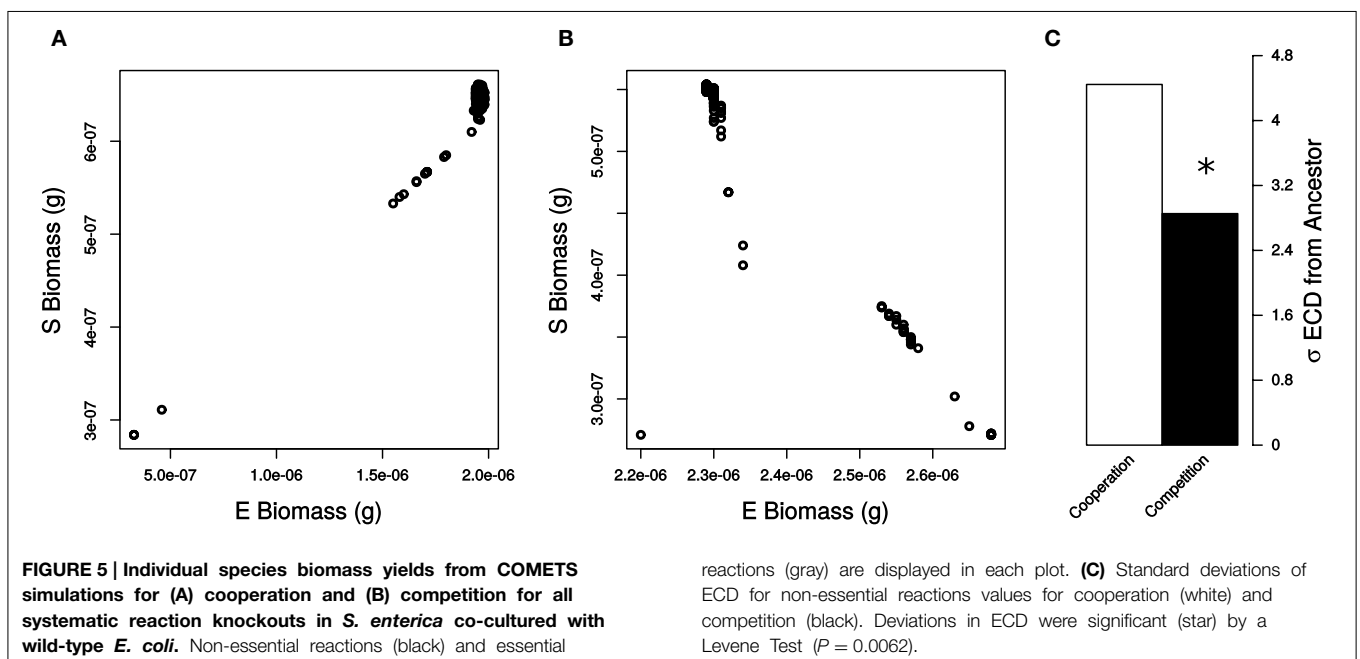 A
S Biomass (g)
6e-07
5e-07
4e-07
3e-07
5.0e-07 1.0e-06 1.5e-06 2.0e-06
E Biomass (g)
B
S Biomass (g)
5.0e-07
4.0e-07
3.0e-07
2.2e-06 2.3e-06 2.4e-06 2.5e-06 2.6e-06
E Biomass (g)
C
*
4.8
4
3.2
2.4
1.6
0.8
0
σ ECD from Ancestor
Cooperation
Competition
FIGURE 5 | Individual species biomass yields from COMETS
simulations for (A) cooperation and (B) competition for all
systematic reaction knockouts in S. enterica co-cultured with
wild-type E. coli. Non-essential reactions (black) and essential
reactions (gray) are displayed in each plot. (C) Standard deviations of
ECD for non-essential reactions values for cooperation (white) and
competition (black). Deviations in ECD were significant (star) by a
Levene Test (P = 0.0062).